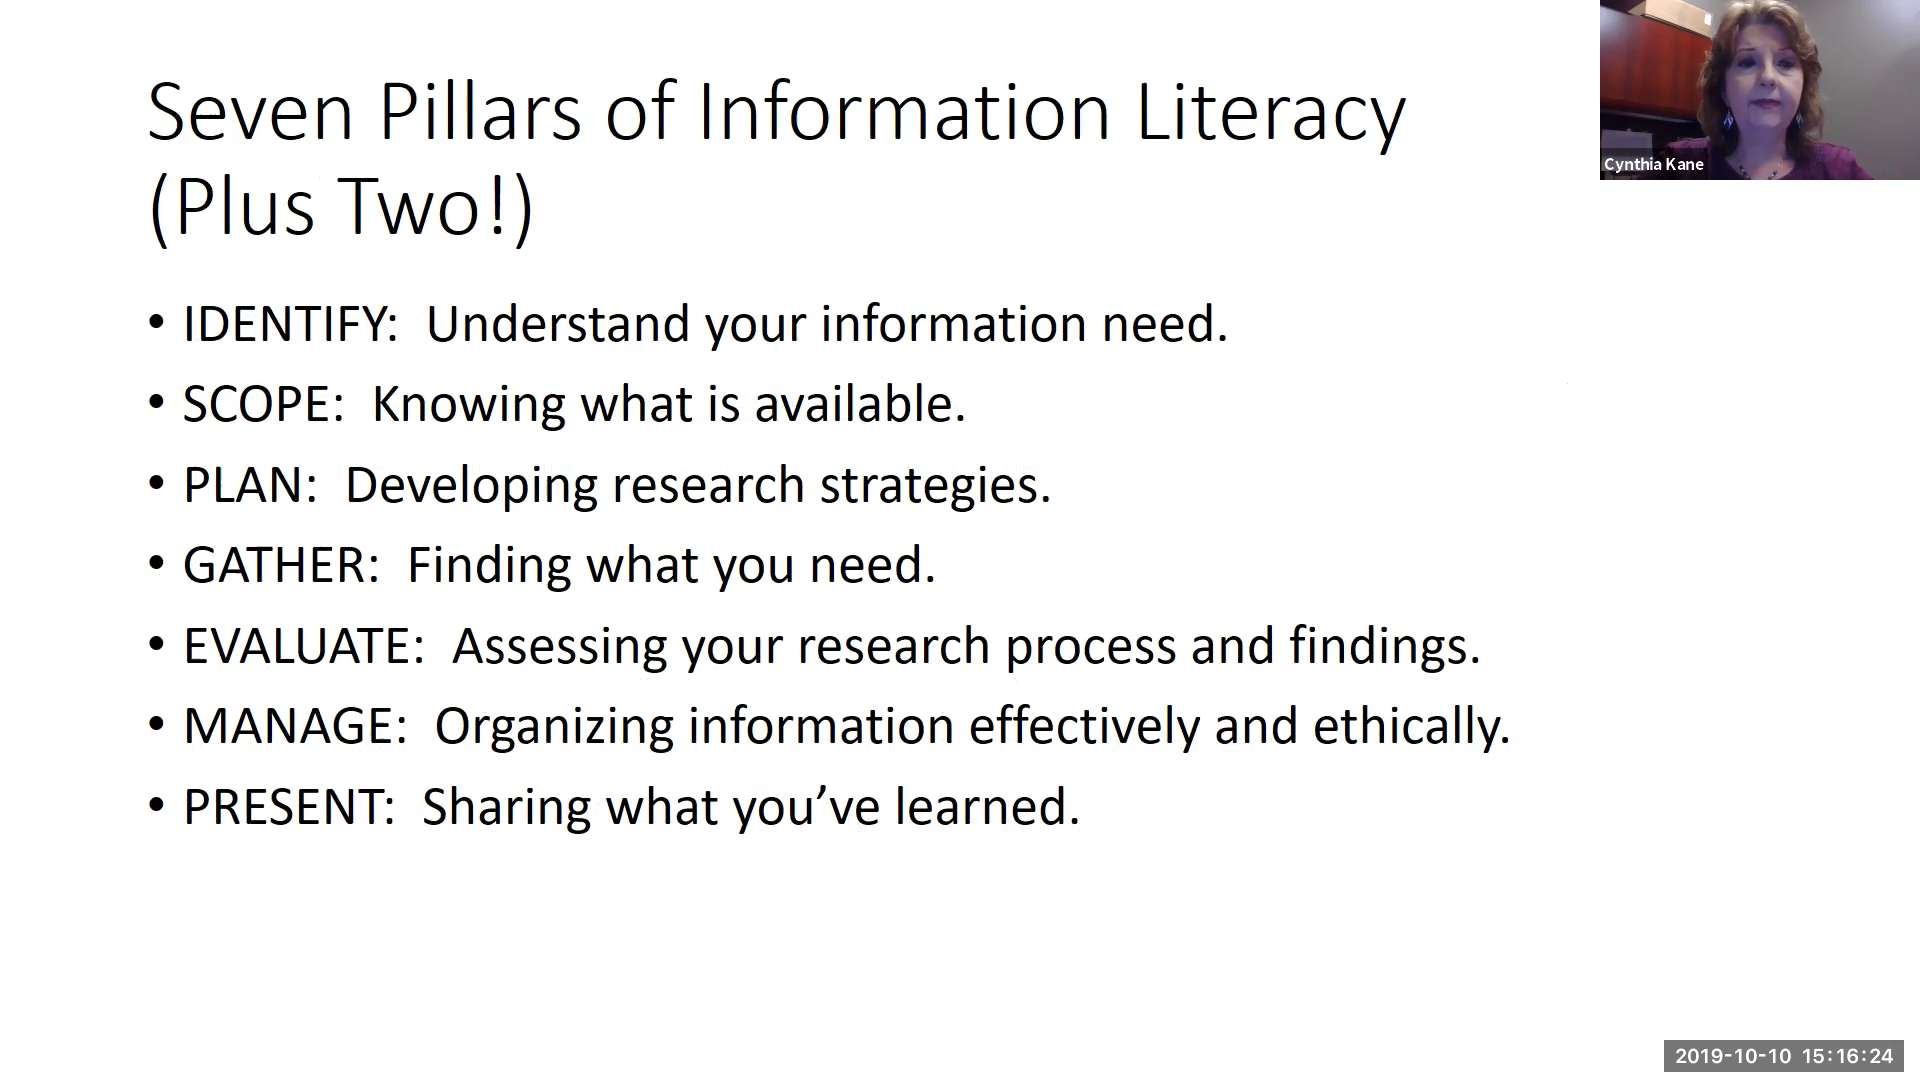 Seven Pillars of Information Literacy
(Plus Two!)
Cynthia Kane
• IDENTIFY:  Understand your information need.
• SCOPE:  Knowing what is available.
• PLAN:  Developing research strategies.
• GATHER:  Finding what you need.
• EVALUATE:  Assessing your research process and findings.
• MANAGE:  Organizing information effectively and ethically.
• PRESENT:  Sharing what you’ve learned.
2019-10-10 15:16:24